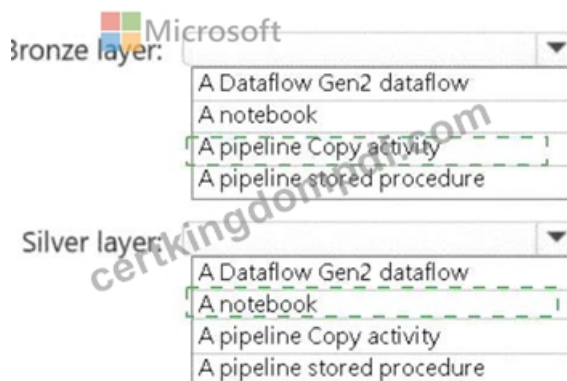 Microsoft
Bronze layer:
A Dataflow Gen2 dataflow
A notebook
A pipeline Copy activity
A pipeline stored procedure
Silver layer:
A Dataflow Gen2 dataflow
A notebook
A pipeline Copy activity
A pipeline stored procedure
certkingdompdf.com